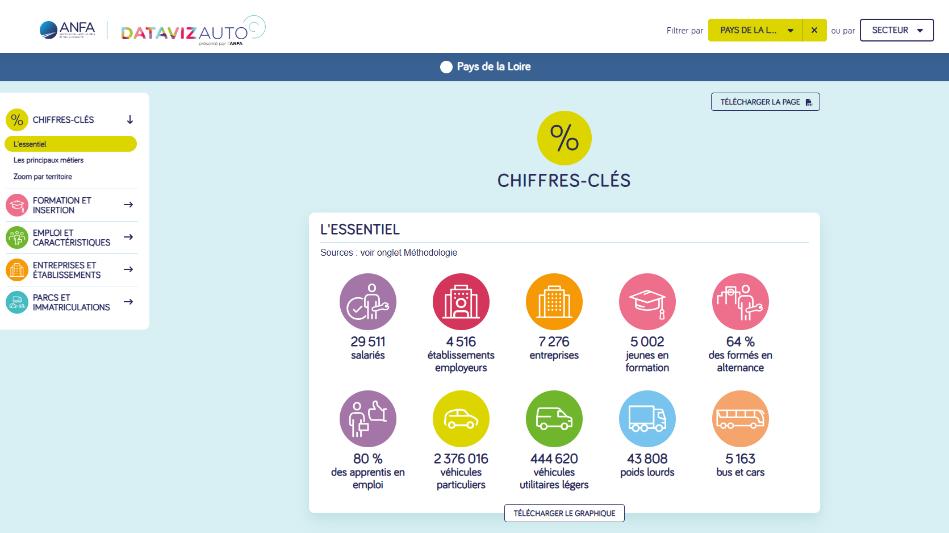 ANFA
DATAVIZAUTO
présenté par l'ANFA
Filtrer par
PAYS DE LA L...
ou par
SECTEUR
Pays de la Loire
CHIFFRES-CLÉS
L'essentiel
Les principaux métiers
Zoom par territoire
FORMATION ET
INSERTION
EMPLOI ET
CARACTÉRISTIQUES
ENTREPRISES ET
ÉTABLISSEMENTS
PARCS ET
IMMATRICULATIONS
TÉLÉCHARGER LA PAGE
%
CHIFFRES-CLÉS
L'ESSENTIEL
Sources : voir onglet Méthodologie
29 511
salariés
4 516
établissements
employeurs
7 276
entreprises
5 002
jeunes en
formation
64 %
des formés en
alternance
80 %
des apprentis en
emploi
2 376 016
véhicules
particuliers
444 620
véhicules
utilitaires légers
43 808
poids lourds
5 163
bus et cars
TÉLÉCHARGER LE GRAPHIQUE